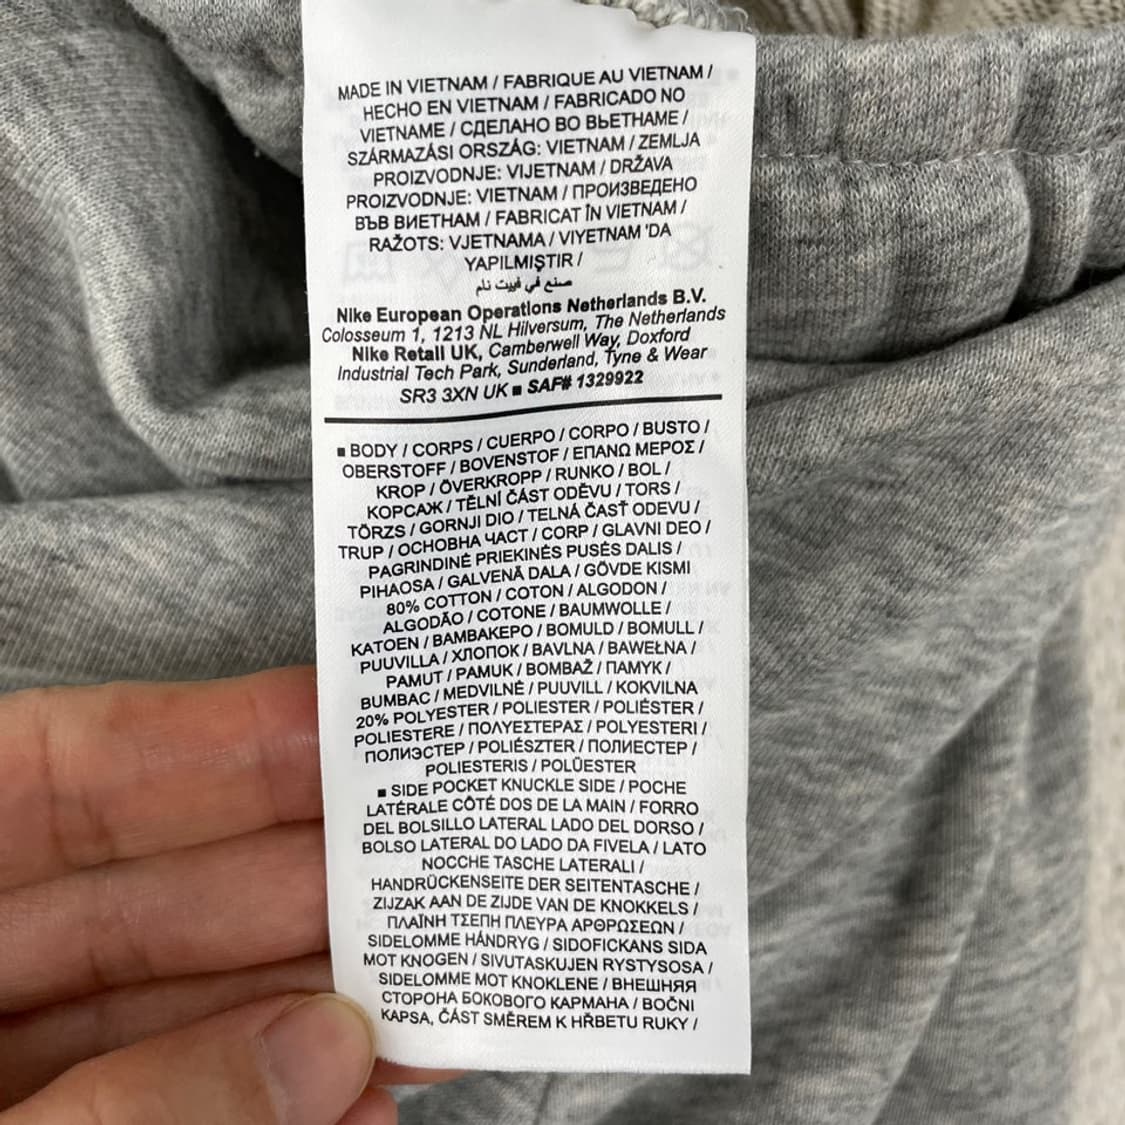 MADE IN VIETNAM / FABRIQUE AU VIETNAM /
HECHO EN VIETNAM / FABRICADO NO
VIETNAME / СДЕЛАНО ВО ВЬЕТНАМЕ /
SZÁRMAZÁSI ORSZÁG: VIETNAM / ZEMLJA
PROIZVODNJE: VIJETNAM / DRŽAVA
PROIZVODNJE: VIETNAM / ПРОИЗВЕДЕНО
ВЪВ ВИЕТНАМ / FABRICAT ÎN VIETNAM /
RAŽOTS: VJETNAMA / VIYETNAM 'DA
YAPILMIŞTIR /
صنع في فييت نام
Nike European Operations Netherlands B.V.
Colosseum 1, 1213 NL Hilversum, The Netherlands
Nike Retail UK, Camberwell Way, Doxford
Industrial Tech Park, Sunderland, Tyne & Wear
SR3 3XN UK ■ SAF# 1329922
■ BODY / CORPS / CUERPO / CORPO / BUSTO /
OBERSTOFF / BOVENSTOF / ΕΠΑΝΩ ΜΕΡΟΣ /
KROP / ÖVERKROPP / RUNKO / BOL /
КОРСАЖ / TĚLNÍ ČÁST ODĚVU / TORS /
TÖRZS / GORNJI DIO / TELNÁ ČASŤ ODEVU /
TRUP / ОСНОВНА ЧАСТ / CORP / GLAVNI DEO /
PAGRINDINĖ PRIEKINĖS PUSĖS DALIS /
PIHAOSA / GALVENĀ DALA / GÖVDE KISMI
80% COTTON / COTON / ALGODON /
ALGODÃO / COTONE / BAUMWOLLE /
KATOEN / ΒΑΜΒΑΚΕΡΟ / BOMULD / BOMULL /
PUUVILLA / ХЛОПОК / BAVLNA / BAWEŁNA /
PAMUT / PAMUK / BOMBAŽ / ПАМУК /
BUMBAC / MEDVILNĖ / PUUVILL / KOKVILNA
20% POLYESTER / POLIESTER / POLIÉSTER /
POLIESTERE / ΠΟΛΥΕΣΤΕΡΑΣ / POLYESTERI /
ПОЛИЭСТЕР / POLIÉSZTER / ПОЛИЕСТЕР /
POLIESTERIS / POLÜESTER
■ SIDE POCKET KNUCKLE SIDE / POCHE
LATÉRALE CÔTÉ DOS DE LA MAIN / FORRO
DEL BOLSILLO LATERAL LADO DEL DORSO /
BOLSO LATERAL DO LADO DA FIVELA / LATO
NOCCHE TASCHE LATERALI /
HANDRÜCKENSEITE DER SEITENTASCHE /
ZIJZAK AAN DE ZIJDE VAN DE KNOKKELS /
ΠΛΑΪΝΗ ΤΣΕΠΗ ΠΛΕΥΡΑ ΑΡΘΡΩΣΕΩΝ /
SIDELOMME HÅNDRYG / SIDOFICKANS SIDA
MOT KNOGEN / SIVUTASKUJEN RYSTYSOSA /
SIDELOMME MOT KNOKLENE / ВНЕШНЯЯ
СТОРОНА БОКОВОГО КАРМАНА / BOČNI
KAPSA, ČÁST SMĚREM K HŘBETU RUKY /